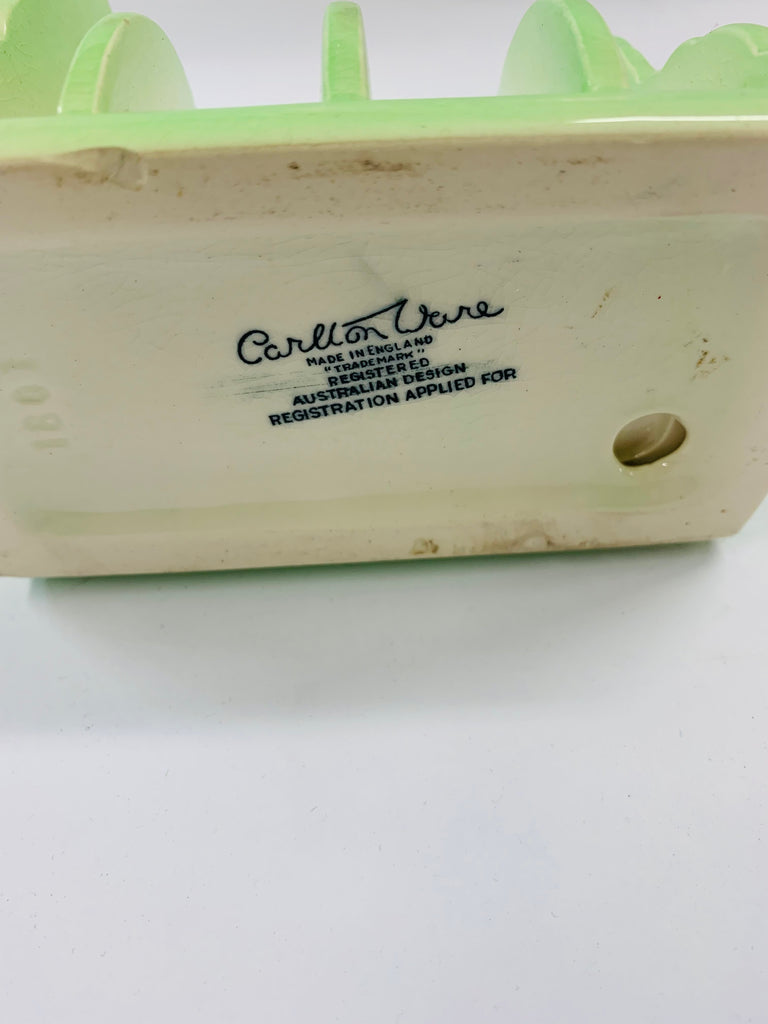 Carlton Ware
MADE IN ENGLAND
"TRADEMARK"
REGISTERED
AUSTRALIAN DESIGN
REGISTRATION APPLIED FOR